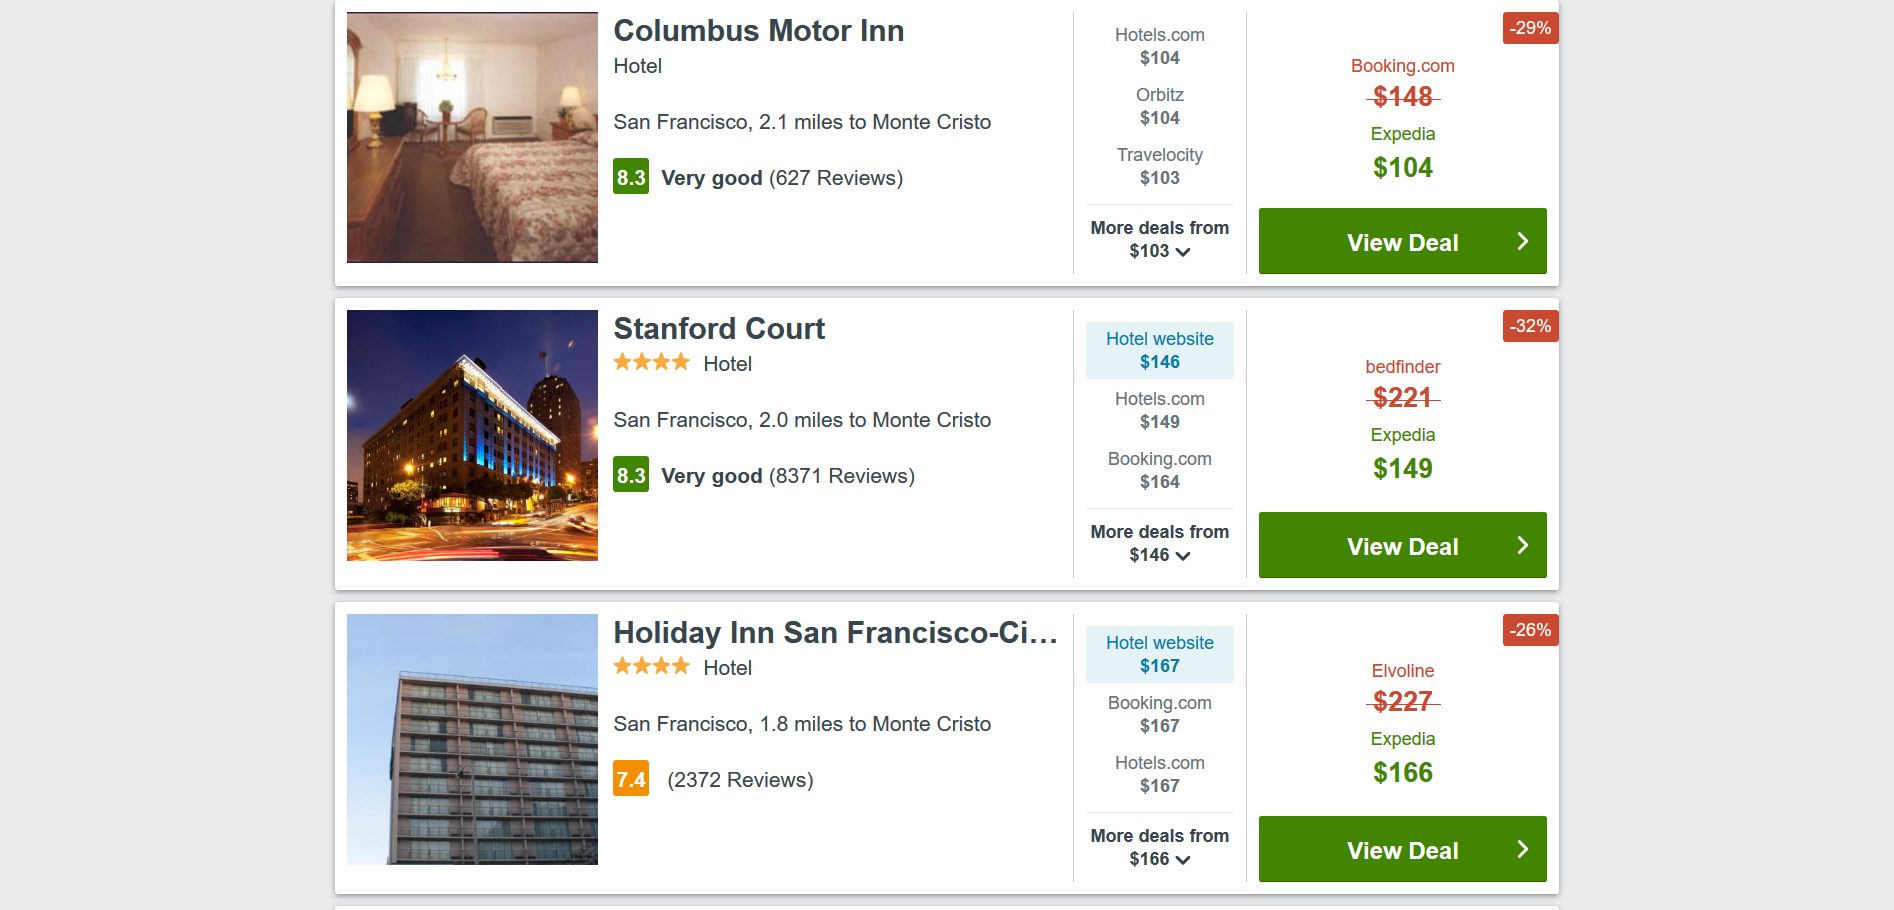 Columbus Motor Inn
Hotel
San Francisco, 2.1 miles to Monte Cristo
8.3 Very good (627 Reviews)
Hotels.com
$104
Orbitz
$104
Travelocity
$103
More deals from
$103
-29%
Booking.com
$148
Expedia
$104
View Deal
Stanford Court
Hotel
San Francisco, 2.0 miles to Monte Cristo
8.3 Very good (8371 Reviews)
Hotel website
$146
Hotels.com
$149
Booking.com
$164
More deals from
$146
-32%
bedfinder
$221
Expedia
$149
View Deal
Holiday Inn San Francisco-Ci...
Hotel
San Francisco, 1.8 miles to Monte Cristo
7.4 (2372 Reviews)
Hotel website
$167
Booking.com
$167
Hotels.com
$167
More deals from
$166
-26%
Elvoline
$227
Expedia
$166
View Deal